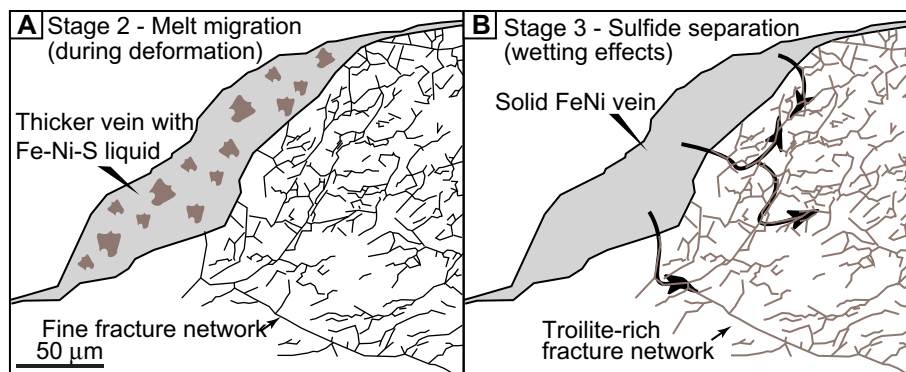 A Stage 2 - Melt migration
(during deformation)
Thicker vein with
Fe-Ni-S liquid
Fine fracture network
50 μm
B Stage 3 - Sulfide separation
(wetting effects)
Solid FeNi vein
Troilite-rich
fracture network